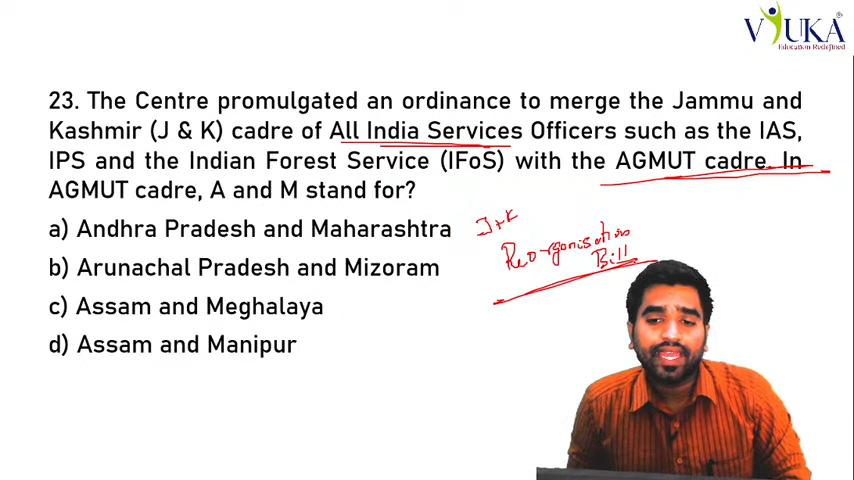 VYUKA
Education Redefined
23. The Centre promulgated an ordinance to merge the Jammu and
Kashmir (J & K) cadre of All India Services Officers such as the IAS,
IPS and the Indian Forest Service (IFoS) with the AGMUT cadre. In
AGMUT cadre, A and M stand for?
a) Andhra Pradesh and Maharashtra
b) Arunachal Pradesh and Mizoram
c) Assam and Meghalaya
d) Assam and Manipur
J+K
Reorganisation
Bill